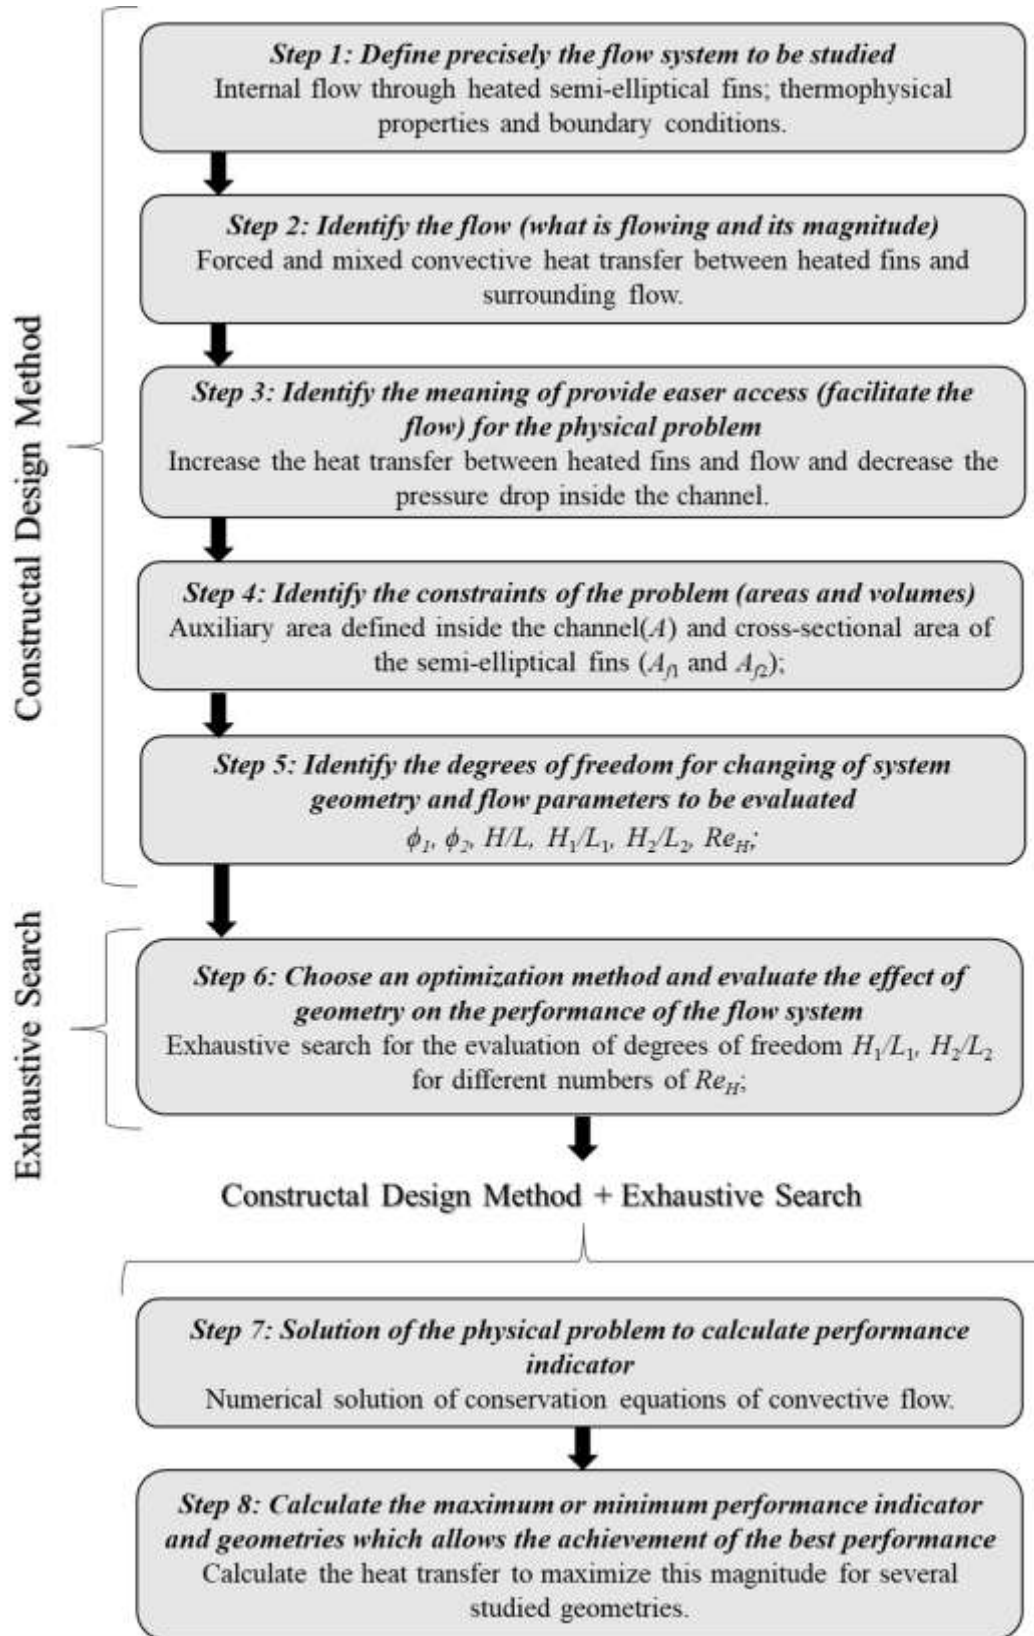 Constructal Design Method
Step 1: Define precisely the flow system to be studied
Internal flow through heated semi-elliptical fins; thermophysical
properties and boundary conditions.
Step 2: Identify the flow (what is flowing and its magnitude)
Forced and mixed convective heat transfer between heated fins and
surrounding flow.
Step 3: Identify the meaning of provide easer access (facilitate the
flow) for the physical problem
Increase the heat transfer between heated fins and flow and decrease the
pressure drop inside the channel.
Step 4: Identify the constraints of the problem (areas and volumes)
Auxiliary area defined inside the channel(A) and cross-sectional area of
the semi-elliptical fins (A_f1 and A_f2);
Step 5: Identify the degrees of freedom for changing of system
geometry and flow parameters to be evaluated
ϕ₁, ϕ₂, H/L, H₁/L₁, H₂/L₂, Re_H;
Exhaustive Search
Step 6: Choose an optimization method and evaluate the effect of
geometry on the performance of the flow system
Exhaustive search for the evaluation of degrees of freedom H₁/L₁, H₂/L₂
for different numbers of Re_H;
Constructal Design Method + Exhaustive Search
Step 7: Solution of the physical problem to calculate performance
indicator
Numerical solution of conservation equations of convective flow.
Step 8: Calculate the maximum or minimum performance indicator
and geometries which allows the achievement of the best performance
Calculate the heat transfer to maximize this magnitude for several
studied geometries.